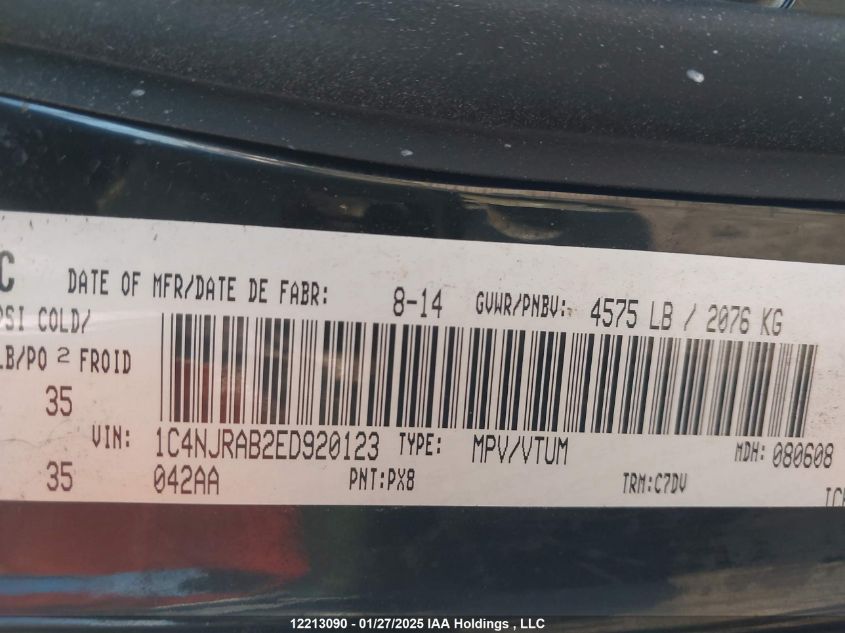 C
DATE OF MFR/DATE DE FABR: 8-14 GVWR/PNBV: 4575 LB / 2076 KG
PSI COLD/
LB/PO 2 FROID
35
VIN: 1C4NJRAB2ED920123 TYPE: MPV/VTUM MDH: 080608
35 042AA PNT:PX8 TRM:C7DV
12213090 - 01/27/2025 IAA Holdings , LLC